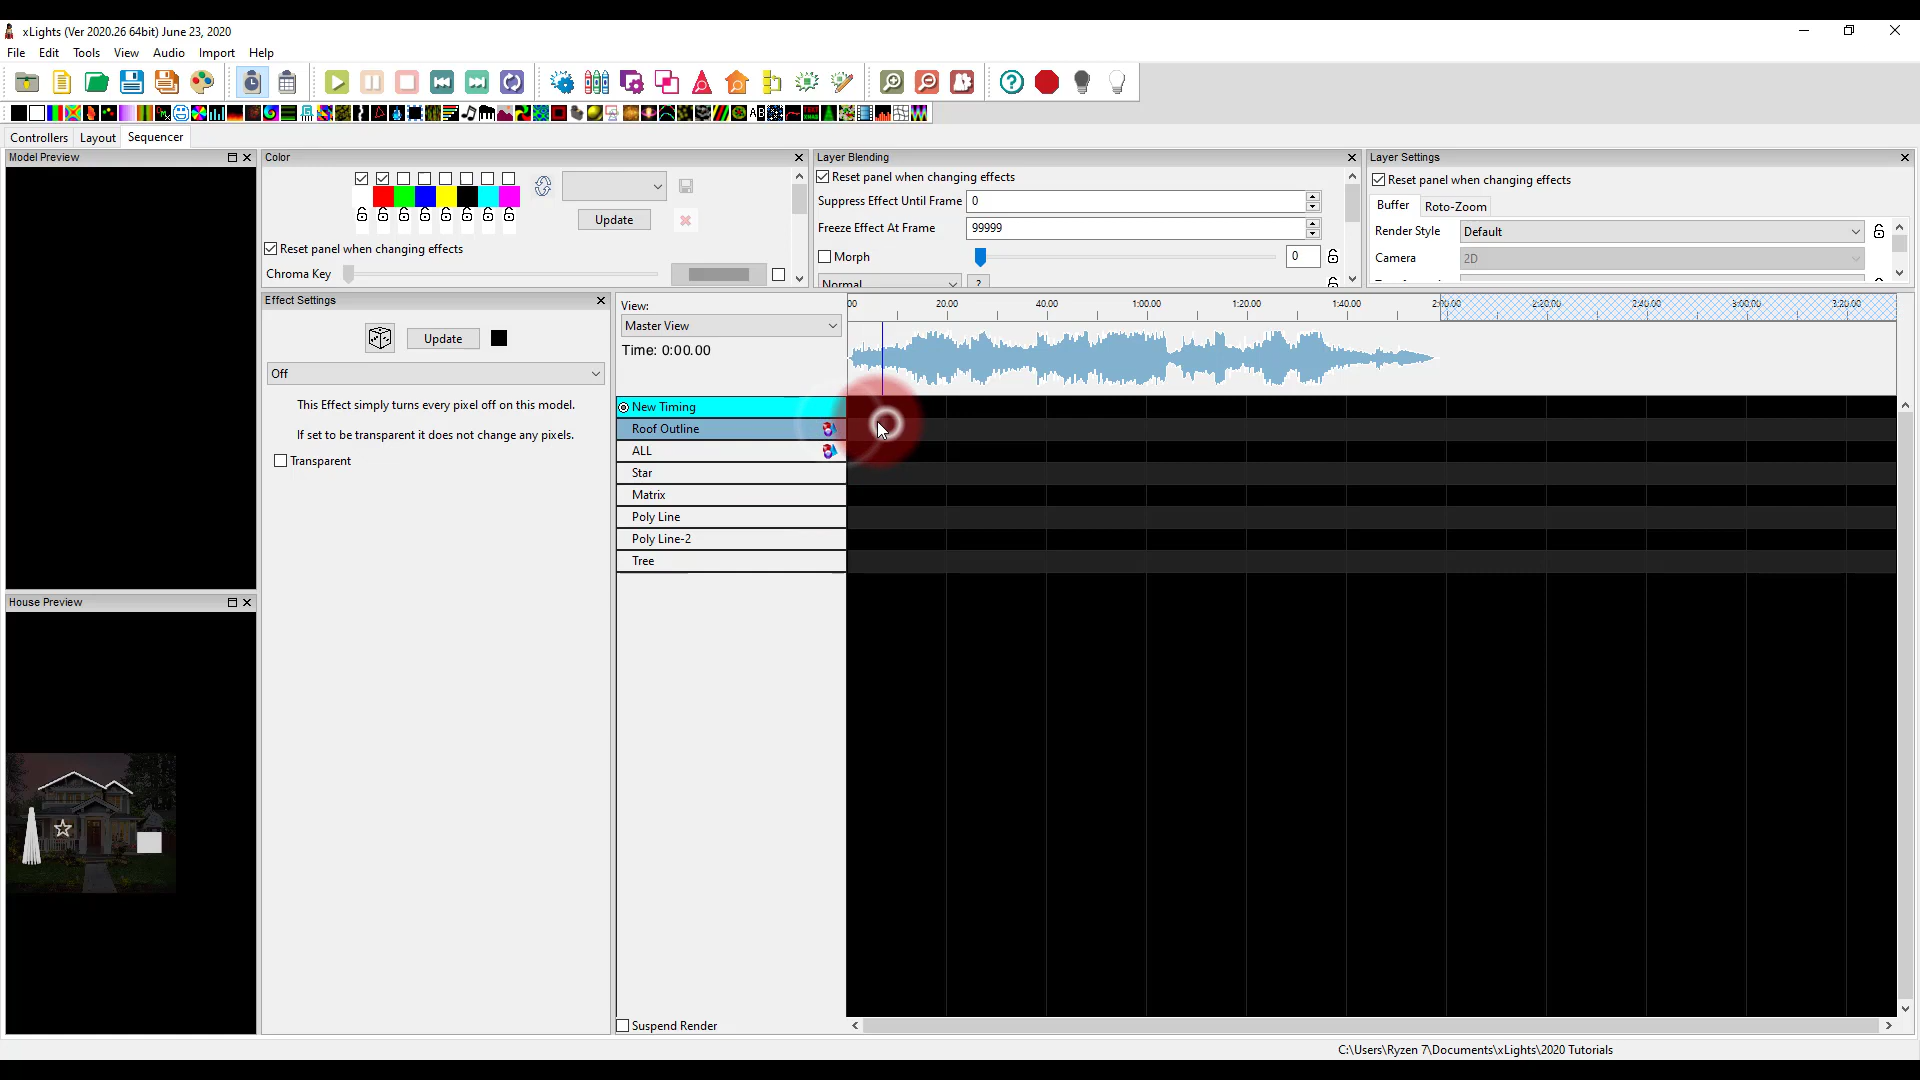 xLights (Ver 2020.26 64bit) June 23, 2020
File Edit Tools View Audio Import Help
Controllers Layout Sequencer
Model Preview
Color
Update
Reset panel when changing effects
Chroma Key
Layer Blending
Reset panel when changing effects
Suppress Effect Until Frame 0
Freeze Effect At Frame 99999
Morph 0
Normal ?
Layer Settings
Reset panel when changing effects
Buffer Roto-Zoom
Render Style Default
Camera 2D
Effect Settings
Update
Off
This Effect simply turns every pixel off on this model.
If set to be transparent it does not change any pixels.
Transparent
View:
Master View
Time: 0:00.00
00 20.00 40.00 1:00.00 1:20.00 1:40.00 2:00.00 2:20.00 2:40.00 3:00.00 3:20.00
New Timing
Roof Outline
ALL
Star
Matrix
Poly Line
Poly Line-2
Tree
House Preview
Suspend Render
C:\Users\Ryzen 7\Documents\xLights\2020 Tutorials